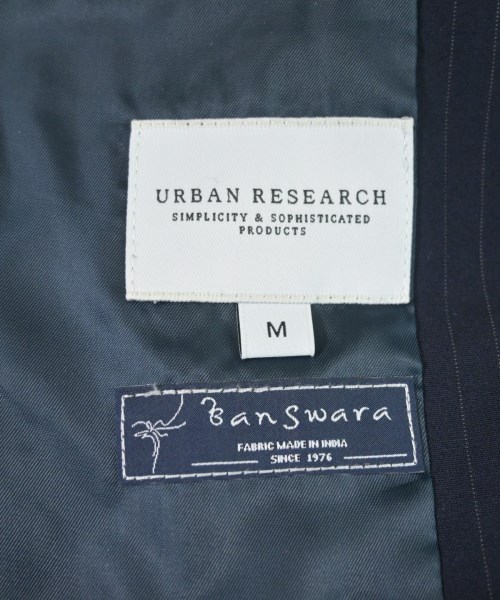 URBAN RESEARCH
SIMPLICITY & SOPHISTICATED
PRODUCTS
M
Banswara
FABRIC MADE IN INDIA
SINCE 1976